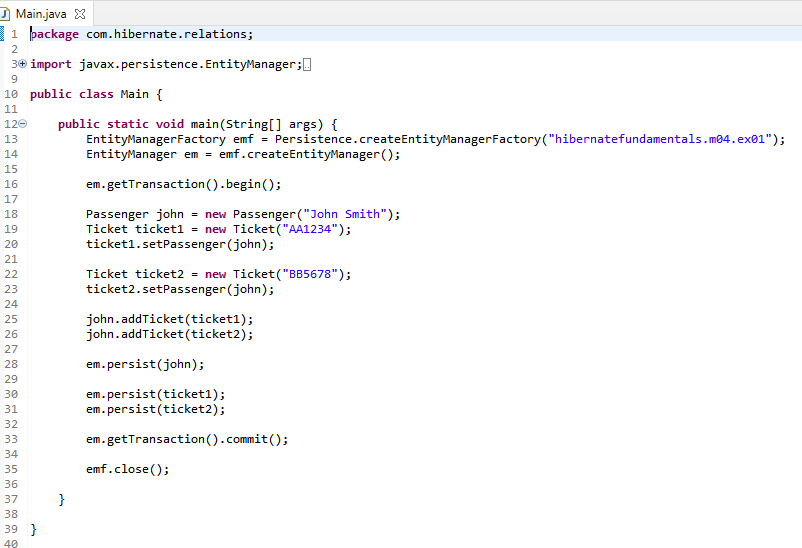 Main.java
1 package com.hibernate.relations;
2
3 import javax.persistence.EntityManager;
9
10 public class Main {
11
12     public static void main(String[] args) {
13         EntityManagerFactory emf = Persistence.createEntityManagerFactory("hibernatefundamentals.m04.ex01");
14         EntityManager em = emf.createEntityManager();
15
16         em.getTransaction().begin();
17
18         Passenger john = new Passenger("John Smith");
19         Ticket ticket1 = new Ticket("AA1234");
20         ticket1.setPassenger(john);
21
22         Ticket ticket2 = new Ticket("BB5678");
23         ticket2.setPassenger(john);
24
25         john.addTicket(ticket1);
26         john.addTicket(ticket2);
27
28         em.persist(john);
29
30         em.persist(ticket1);
31         em.persist(ticket2);
32
33         em.getTransaction().commit();
34
35         emf.close();
36
37     }
38
39 }
40